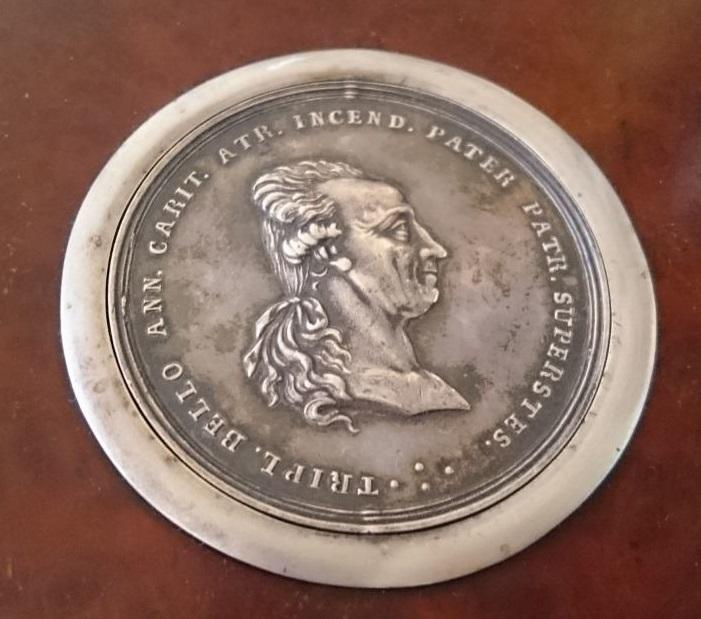 TRIPL. BELLO ANN. CARIT. ATR. INCEND. PATER PATR. SUPERSTES.